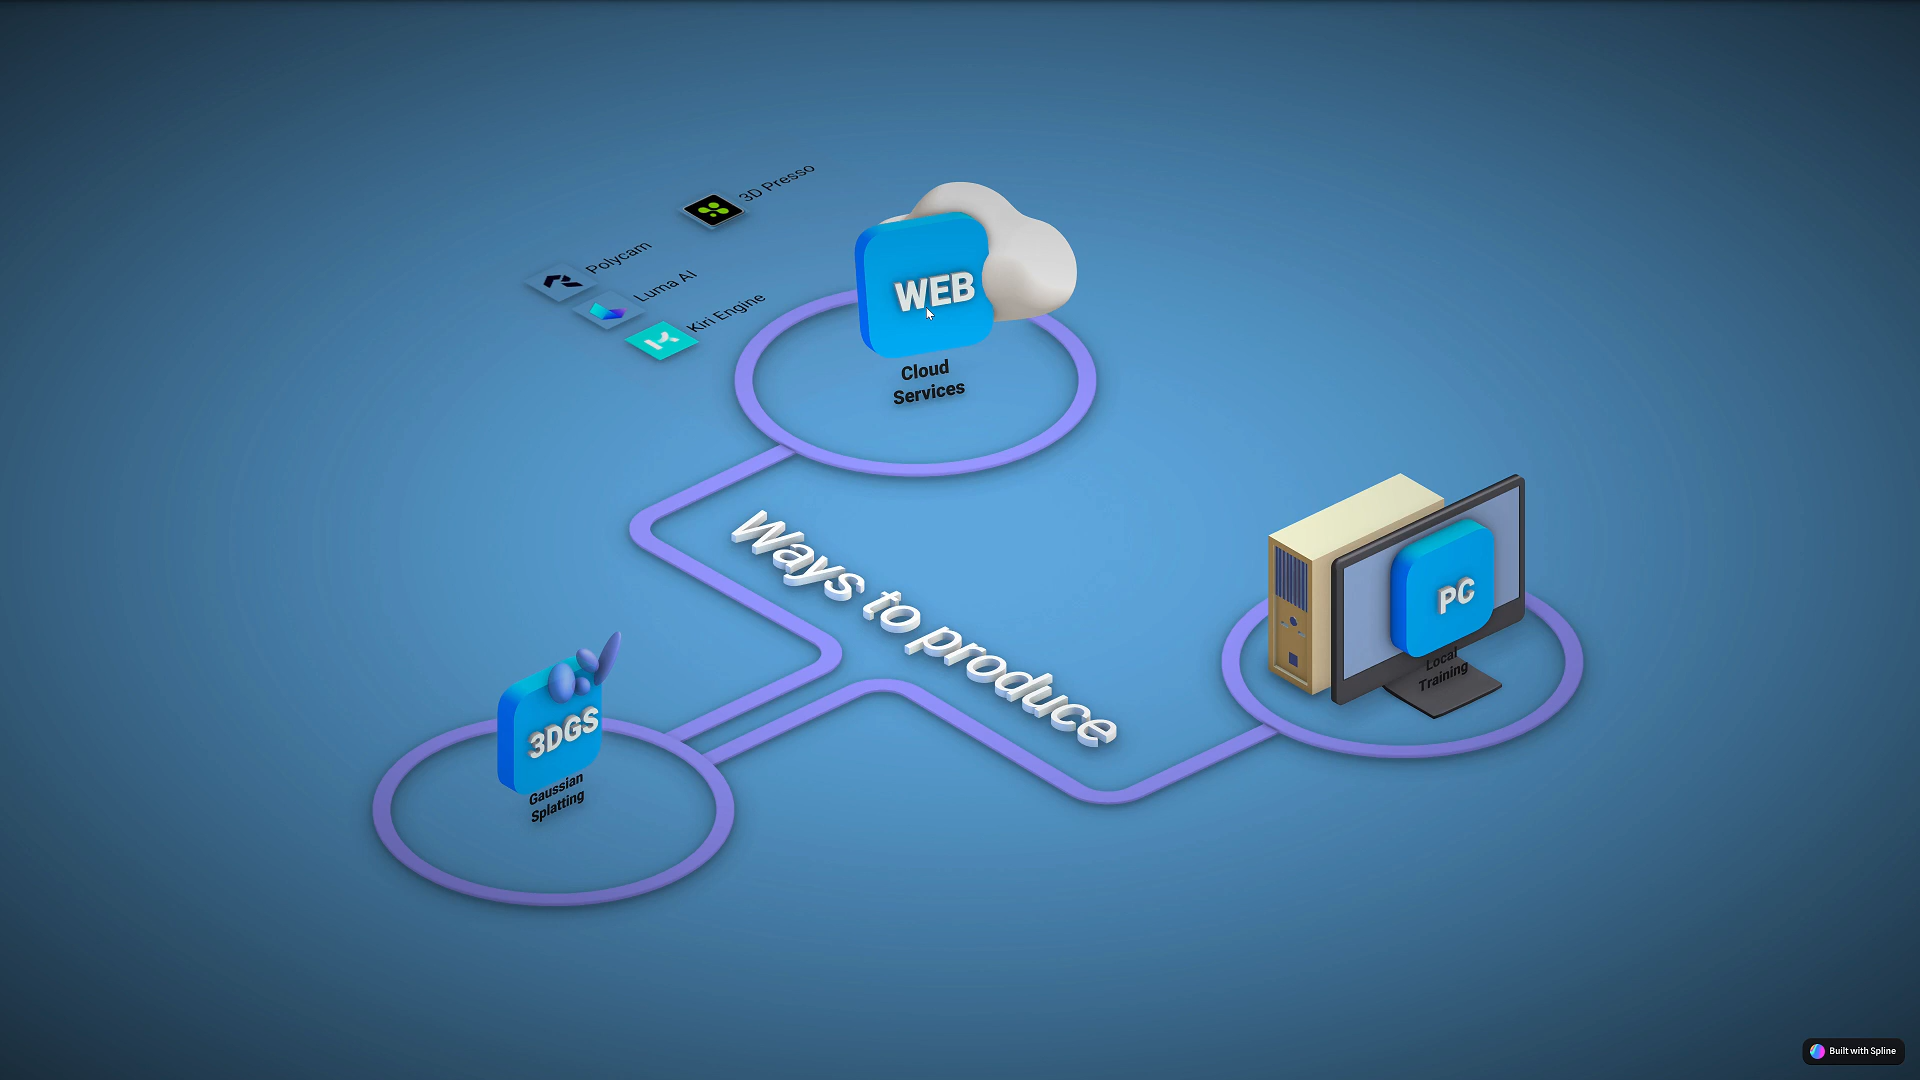 3D Presso
Polycam
Luma AI
Kiri Engine
WEB
Cloud
Services
Ways to produce
PC
Local
Training
3DGS
Gaussian
Splatting
Built with Spline